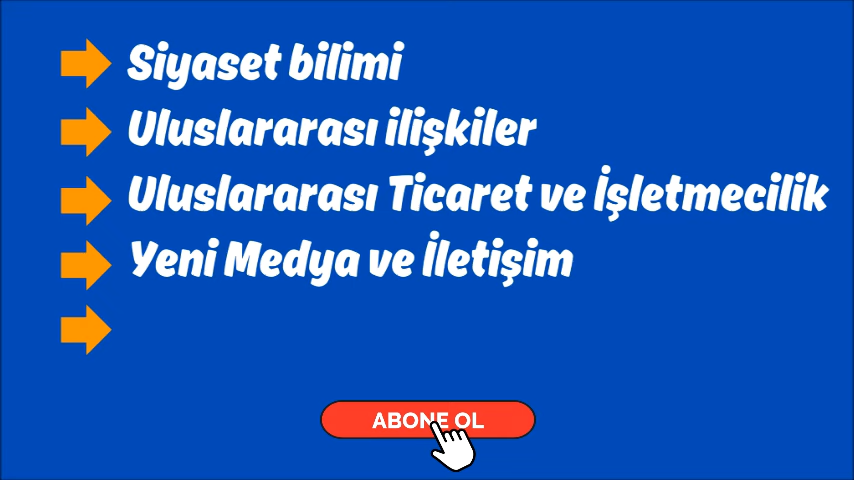 Siyaset bilimi
Uluslararası ilişkiler
Uluslararası Ticaret ve İşletmecilik
Yeni Medya ve İletişim
ABONE OL